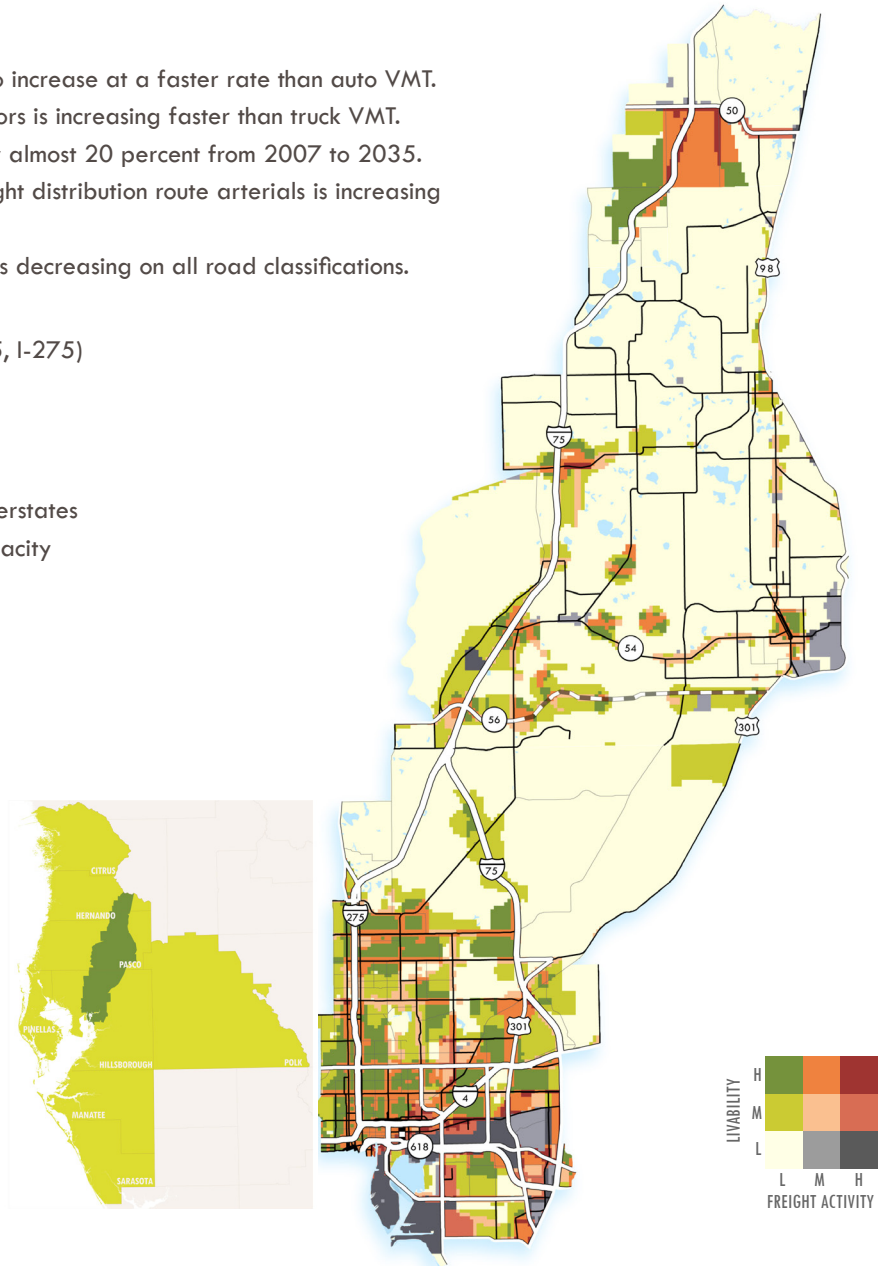 o increase at a faster rate than auto VMT.
ors is increasing faster than truck VMT.
almost 20 percent from 2007 to 2035.
ght distribution route arterials is increasing
s decreasing on all road classifications.
, I-275)
erstates
acity
50
98
75
54
56
301
75
275
301
4
618
CITRUS
HERNANDO
PASCO
PINELLAS
HILLSBOROUGH
POLK
MANATEE
SARASOTA
LIVABILITY
H
M
L
L M H
FREIGHT ACTIVITY